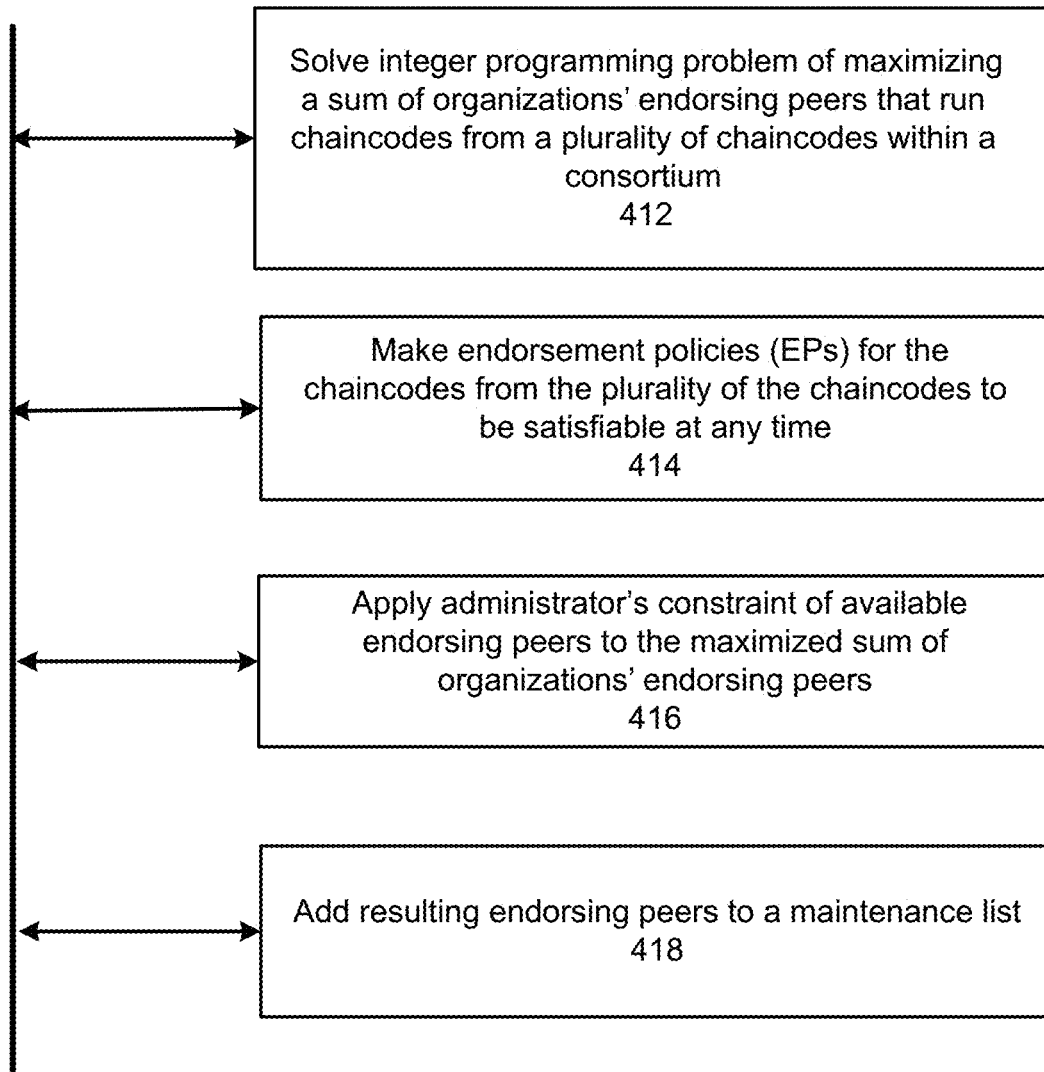 Solve integer programming problem of maximizing
a sum of organizations' endorsing peers that run
chaincodes from a plurality of chaincodes within a
consortium
412
Make endorsement policies (EPs) for the
chaincodes from the plurality of the chaincodes to
be satisfiable at any time
414
Apply administrator's constraint of available
endorsing peers to the maximized sum of
organizations' endorsing peers
416
Add resulting endorsing peers to a maintenance list
418